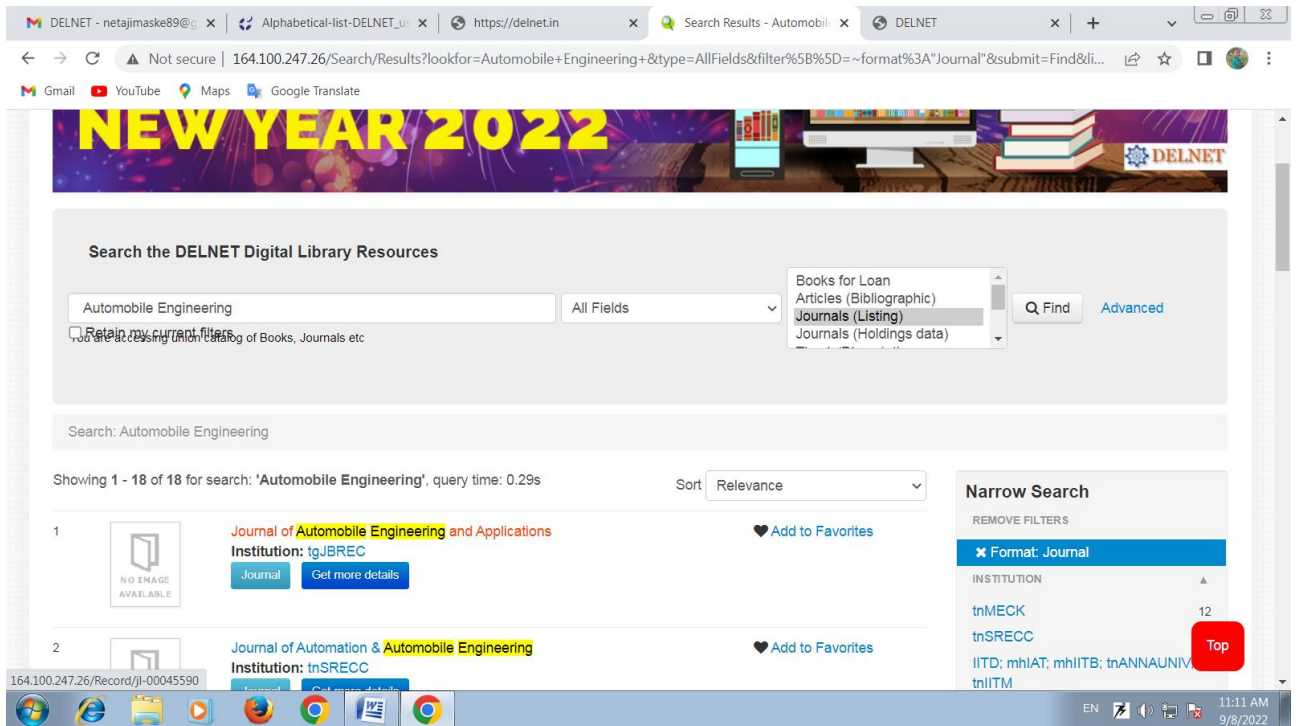 DELNET - netajimaske89@g
Alphabetical-list-DELNET_us
https://delnet.in
Search Results - Automobile
DELNET
Not secure | 164.100.247.26/Search/Results?lookfor=Automobile+Engineering+&type=AllFields&filter%5B%5D=~format%3A"Journal"&submit=Find&li...
Gmail YouTube Maps Google Translate
NEW YEAR 2022
DELNET
Search the DELNET Digital Library Resources
Automobile Engineering
All Fields
Books for Loan
Articles (Bibliographic)
Journals (Listing)
Journals (Holdings data)
Find
Advanced
Retain my current filters
You are accessing union catalog of Books, Journals etc
Search: Automobile Engineering
Showing 1 - 18 of 18 for search: 'Automobile Engineering', query time: 0.29s
Sort Relevance
1
NO IMAGE
AVAILABLE
Journal of Automobile Engineering and Applications
Institution: tgJBREC
Journal Get more details
Add to Favorites
2
Journal of Automation & Automobile Engineering
Institution: tnSRECC
Journal Get more details
Add to Favorites
Narrow Search
REMOVE FILTERS
Format: Journal
INSTITUTION
tnMECK 12
tnSRECC
IITD; mhIAT; mhIITB; tnANNAUNIV;
tnIITM
Top
164.100.247.26/Record/jl-00045590
EN
11:11 AM
9/8/2022